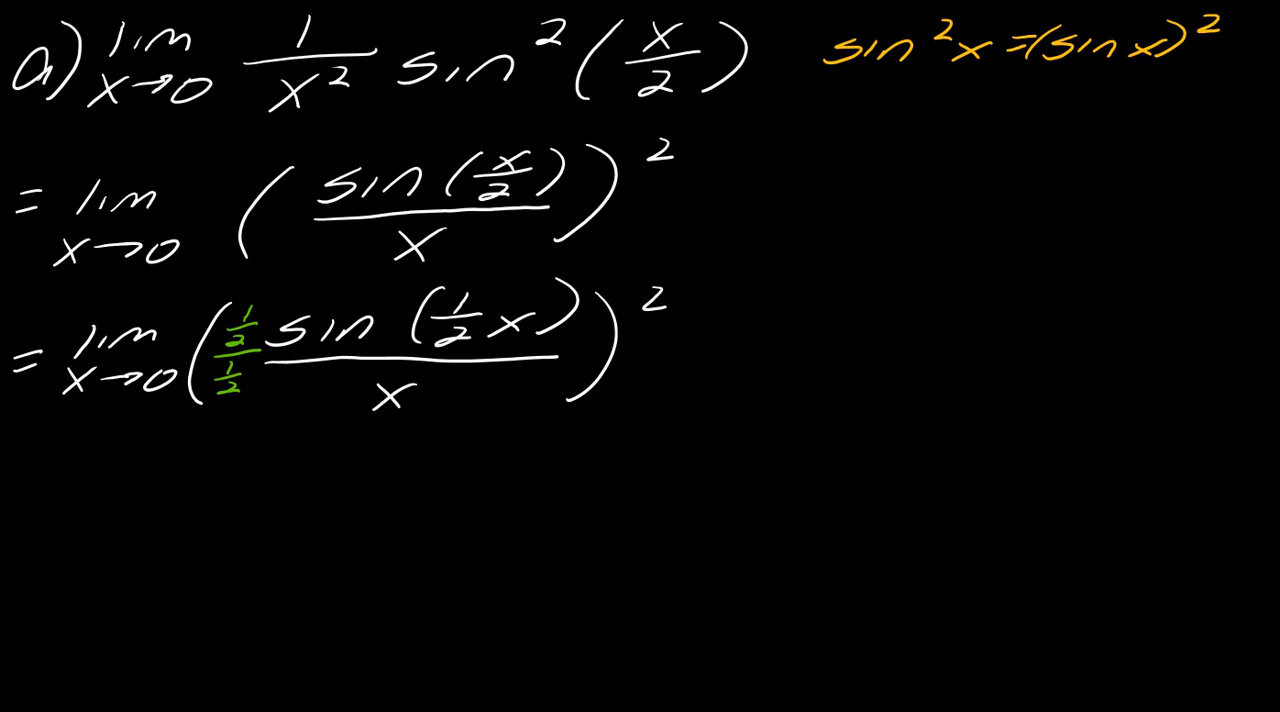 a) lim x→0 1/x² sin²(x/2) sin²x=(sin x)²
= lim x→0 (sin(x/2)/x)²
= lim x→0 (½/½ sin(½x)/x)²